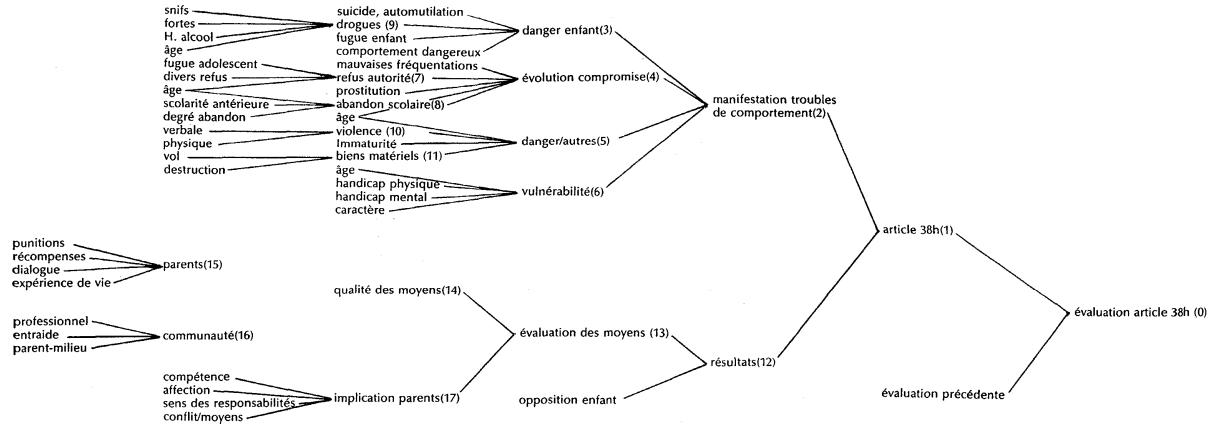 snifs
fortes
H. alcool
âge
fugue adolescent
divers refus
âge
scolarité antérieure
degré abandon
verbale
physique
vol
destruction
suicide, automutilation
drogues (9)
fugue enfant
comportement dangereux
mauvaises fréquentations
refus autorité(7)
prostitution
abandon scolaire(8)
âge
violence (10)
Immaturité
biens matériels (11)
âge
handicap physique
handicap mental
caractère
danger enfant(3)
évolution compromise(4)
danger/autres(5)
vulnérabilité(6)
manifestation troubles
de comportement(2)
punitions
récompenses
dialogue
expérience de vie
parents(15)
professionnel
entraide
parent-milieu
communauté(16)
compétence
affection
sens des responsabilités
conflit/moyens
qualité des moyens(14)
implication parents(17)
évaluation des moyens (13)
opposition enfant
résultats(12)
article 38h(1)
évaluation précédente
évaluation article 38h (0)